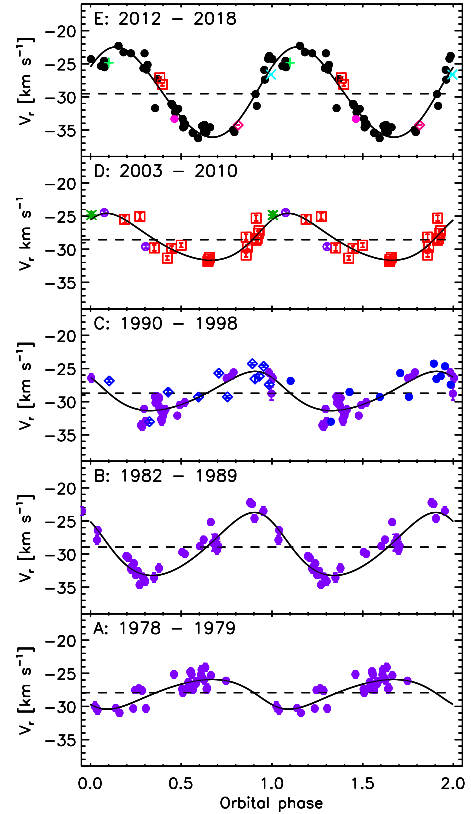 E: 2012 − 2018
−20
−25
−30
−35
V_r [km s⁻¹]
D: 2003 − 2010
−20
−25
−30
−35
V_r [km s⁻¹]
C: 1990 − 1998
−20
−25
−30
−35
V_r [km s⁻¹]
B: 1982 − 1989
−20
−25
−30
−35
V_r [km s⁻¹]
A: 1978 − 1979
−20
−25
−30
−35
V_r [km s⁻¹]
0.0 0.5 1.0 1.5 2.0
Orbital phase